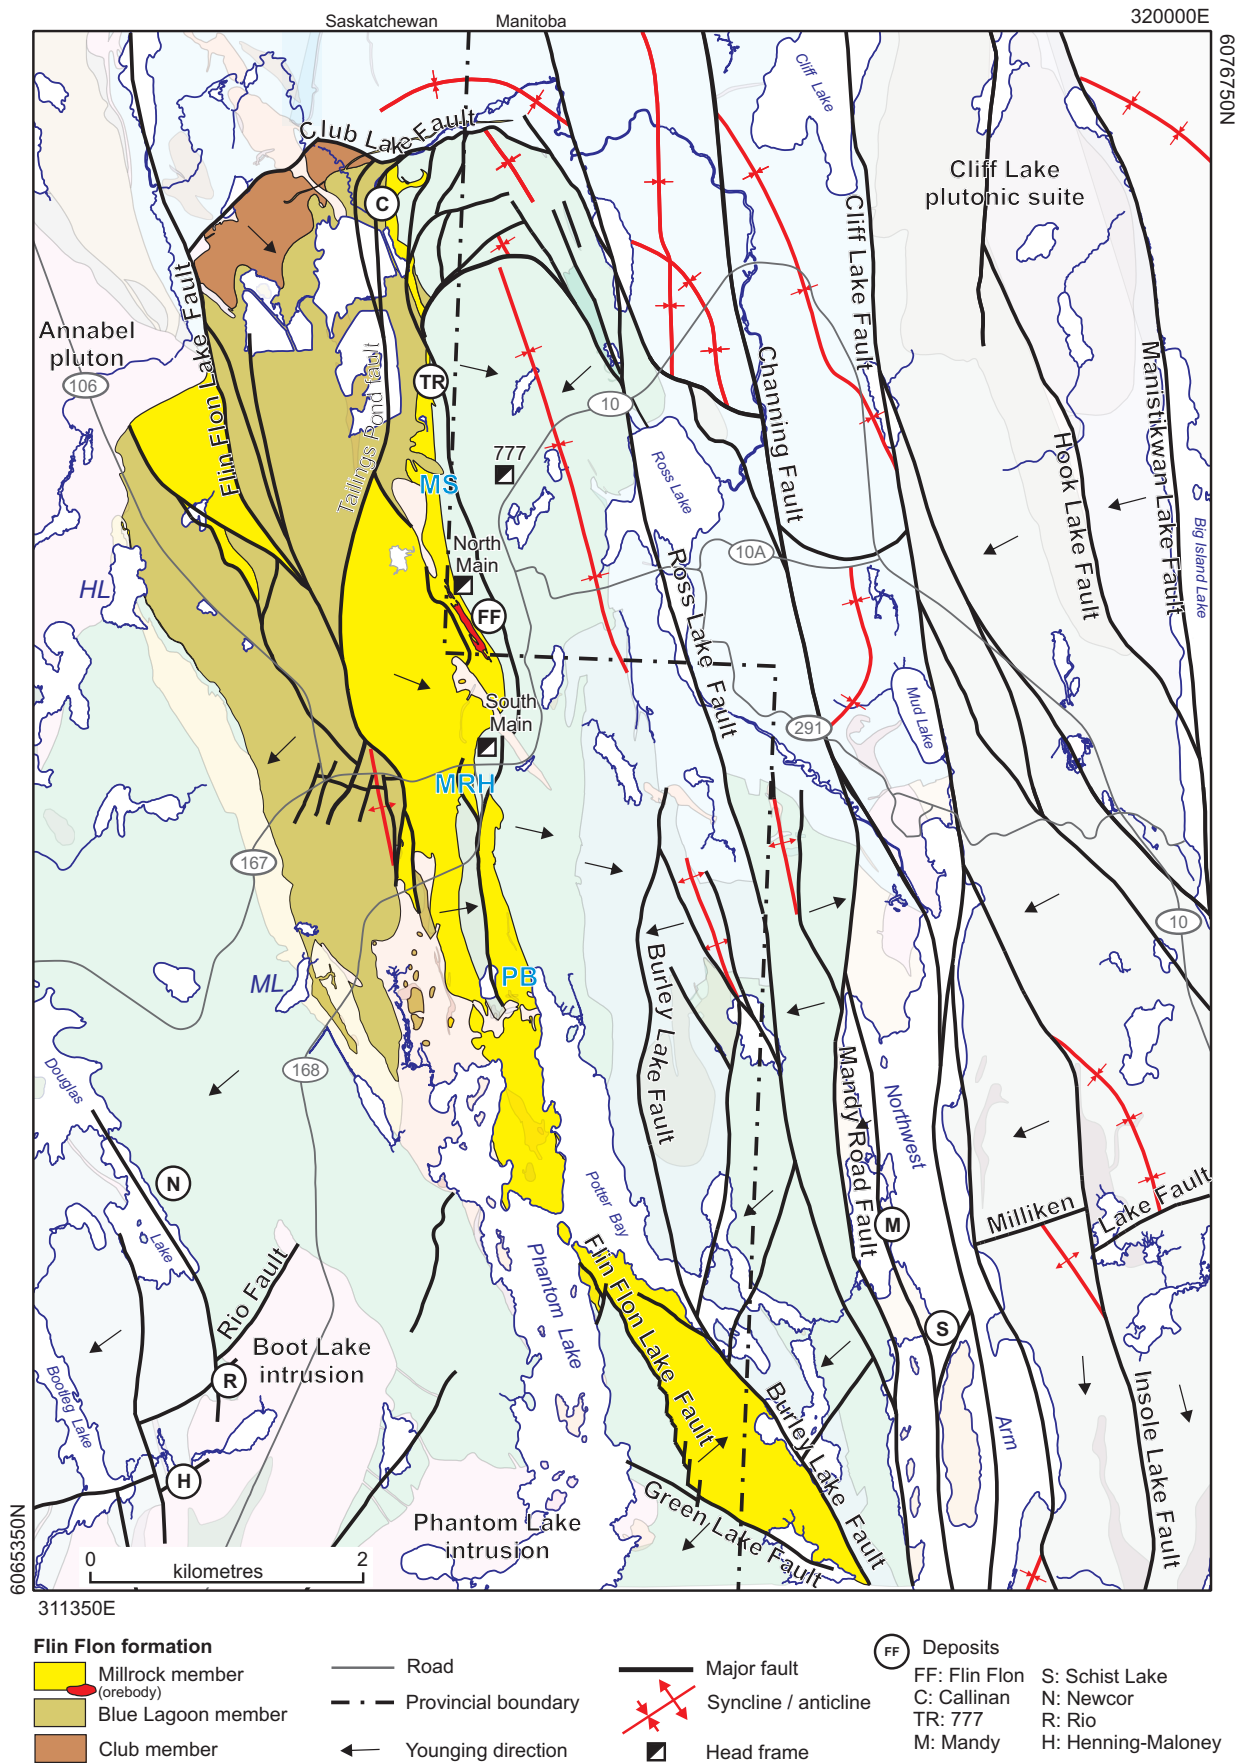 Saskatchewan
Manitoba
320000E
6076750N
Club Lake Fault
Cliff Lake
Cliff Lake
plutonic suite
C
Cliff Lake Fault
Flin Flon Lake Fault
Annabel
pluton
106
TR
10
Tailings Pond fault
Channing Fault
Manistikwan Lake Fault
Hook Lake Fault
777
MS
Ross Lake
North
Main
10A
Big Island Lake
HL
FF
Ross Lake Fault
South
Main
Mud Lake
291
MRH
167
10
ML
PB
Burley Lake Fault
168
Douglas
Lake
Mandy Road Fault
Northwest
Arm
N
Potter Bay
M
Milliken
Lake Fault
Rio Fault
Phantom Lake
Flin Flon Lake Fault
S
Boot Lake
intrusion
R
Bootleg Lake
Burley Lake Fault
Insole Lake Fault
H
Green Lake Fault
Phantom Lake
intrusion
0
2
kilometres
6065350N
311350E
Flin Flon formation
Millrock member
(orebody)
Blue Lagoon member
Club member
Road
Provincial boundary
Younging direction
Major fault
Syncline / anticline
Head frame
FF
Deposits
FF: Flin Flon
C: Callinan
TR: 777
M: Mandy
S: Schist Lake
N: Newcor
R: Rio
H: Henning-Maloney